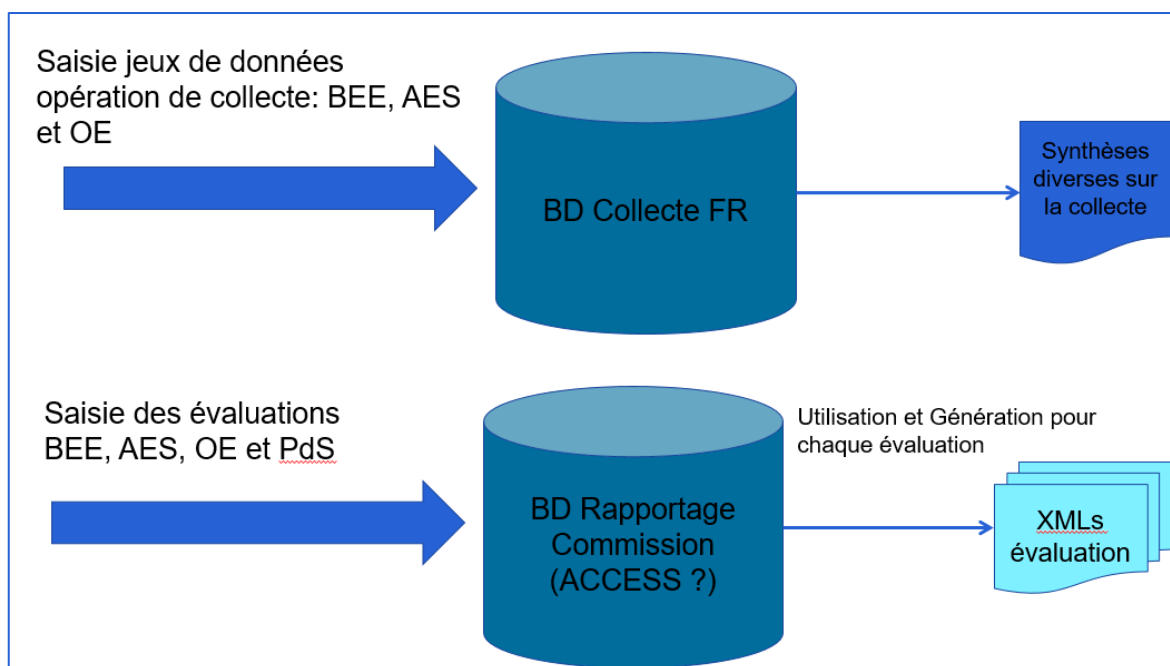 Saisie jeux de données
opération de collecte: BEE, AES
et OE
BD Collecte FR
Synthèses
diverses sur
la collecte
Saisie des évaluations
BEE, AES, OE et PdS
BD Rapportage
Commission
(ACCESS ?)
Utilisation et Génération pour
chaque évaluation
XMLs
évaluation